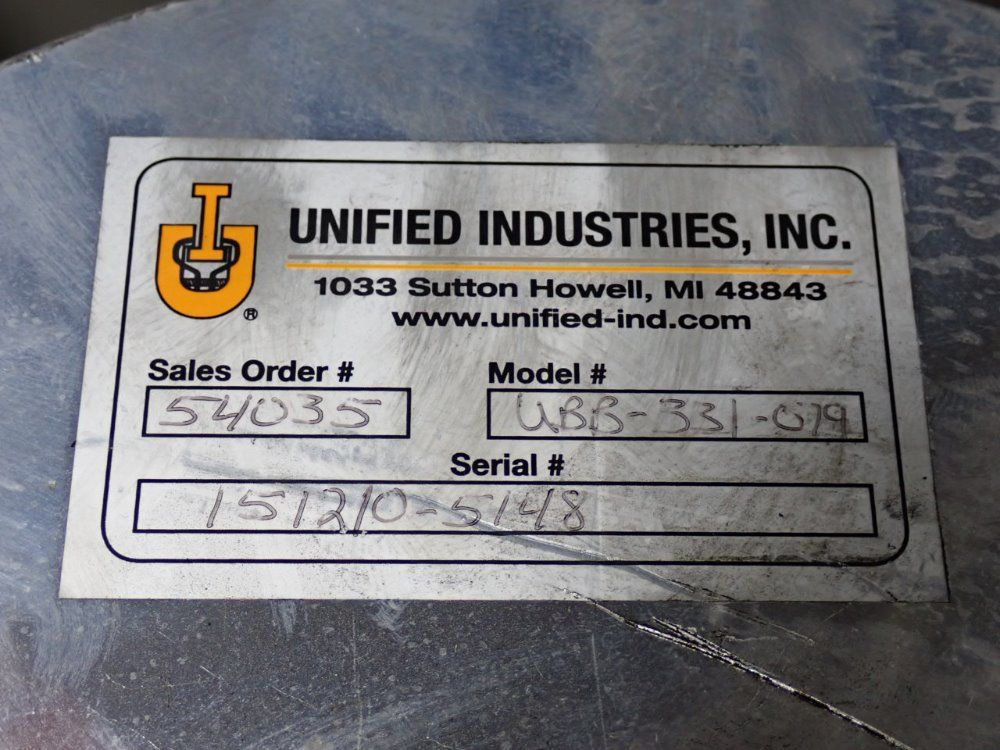 UNIFIED INDUSTRIES, INC.
1033 Sutton Howell, MI 48843
www.unified-ind.com
Sales Order # Model #
54035 UBB-331-079
Serial #
151210-5148
®